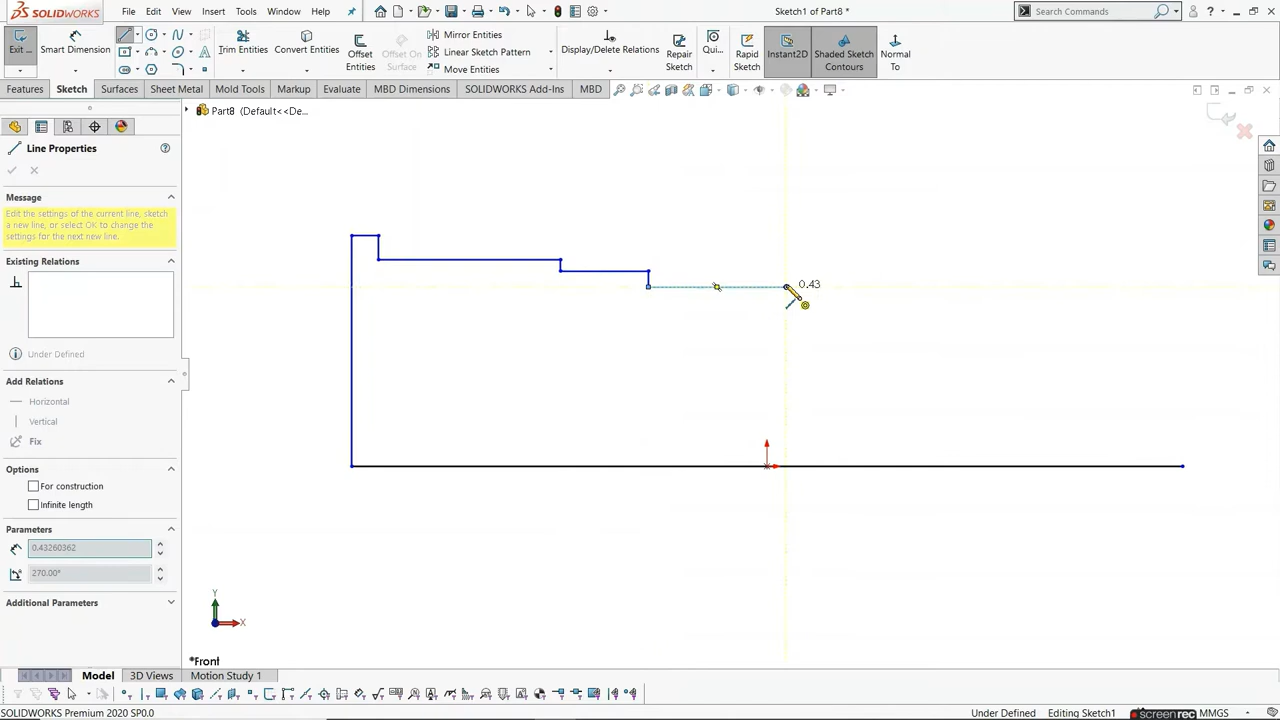 SOLIDWORKS
File
Edit
View
Insert
Tools
Window
Help
Sketch1 of Part8 *
Search Commands
Exit ...
Smart Dimension
Trim Entities
Convert Entities
Offset Entities
Offset On Surface
Mirror Entities
Linear Sketch Pattern
Move Entities
Display/Delete Relations
Repair Sketch
Qui...
Rapid Sketch
Instant2D
Shaded Sketch Contours
Normal To
Features
Sketch
Surfaces
Sheet Metal
Mold Tools
Markup
Evaluate
MBD Dimensions
SOLIDWORKS Add-Ins
MBD
Part8 (Default<<De...
Line Properties
Message
Edit the settings of the current line, sketch
a new line, or select OK to change the
settings for the next new line.
Existing Relations
Under Defined
Add Relations
Horizontal
Vertical
Fix
Options
For construction
Infinite length
Parameters
0.43260362
270.00°
Additional Parameters
0.43
Y
X
*Front
Model
3D Views
Motion Study 1
SOLIDWORKS Premium 2020 SP0.0
Under Defined
Editing Sketch1
screenrec
MMGS